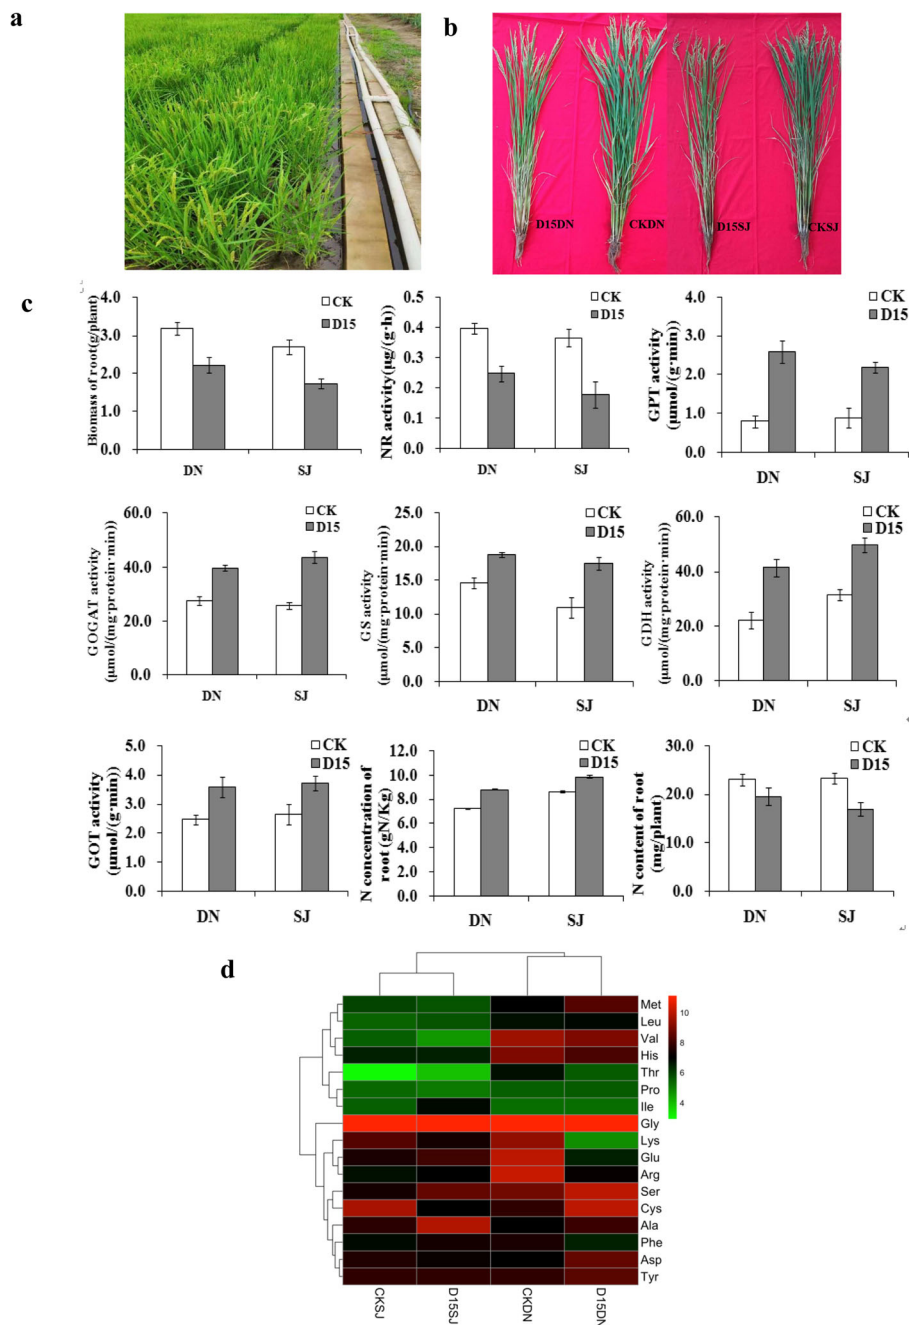 a
b
D15DN
CKDN
D15SJ
CKSJ
c
Biomass of root(g/plant)
4.0
3.0
2.0
1.0
0.0
CK
D15
DN
SJ
NR activity(µg/(g·h))
0.5
0.4
0.3
0.2
0.1
0
CK
D15
DN
SJ
GPT activity
(µmol/(g·min))
4.0
3.0
2.0
1.0
0.0
CK
D15
DN
SJ
GOGAT activity
(µmol/(mg·protein·min))
60.0
40.0
20.0
0.0
CK
D15
DN
SJ
GS activity
(µmol/(mg·protein·min))
25.0
20.0
15.0
10.0
5.0
0.0
CK
D15
DN
SJ
GDH activity
(µmol/(mg·protein·min))
60.0
40.0
20.0
0.0
CK
D15
DN
SJ
GOT activity
(µmol/(g·min))
5.0
4.0
3.0
2.0
1.0
0.0
CK
D15
DN
SJ
N concentration of
root (gN/Kg)
12.0
10.0
8.0
6.0
4.0
2.0
0.0
CK
D15
DN
SJ
N content of root
(mg/plant)
30.0
20.0
10.0
0.0
CK
D15
DN
SJ
d
Met
Leu
Val
His
Thr
Pro
Ile
Gly
Lys
Glu
Arg
Ser
Cys
Ala
Phe
Asp
Tyr
10
8
6
4
CKSJ
D15SJ
CKDN
D15DN